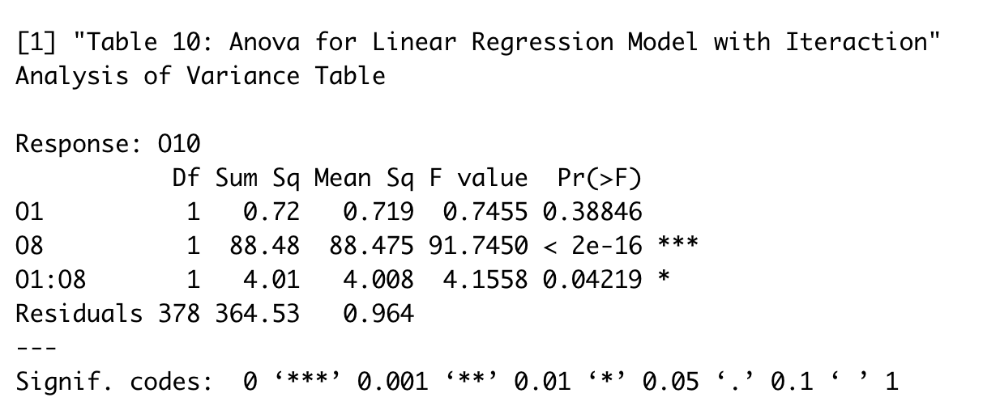 [1] "Table 10: Anova for Linear Regression Model with Iteraction"
Analysis of Variance Table
Response: O10
Df Sum Sq Mean Sq F value Pr(>F)
O1 1 0.72 0.719 0.7455 0.38846
O8 1 88.48 88.475 91.7450 < 2e-16 ***
O1:O8 1 4.01 4.008 4.1558 0.04219 *
Residuals 378 364.53 0.964
---
Signif. codes: 0 ‘***’ 0.001 ‘**’ 0.01 ‘*’ 0.05 ‘.’ 0.1 ‘ ’ 1